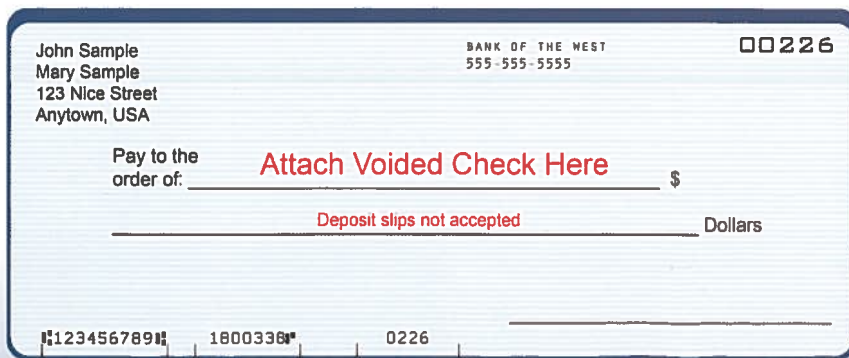 John Sample
Mary Sample
123 Nice Street
Anytown, USA
BANK OF THE WEST
555-555-5555
00226
Pay to the
order of:
Attach Voided Check Here
$
Deposit slips not accepted
Dollars
⑆123456789⑆ 1800338⑈ 0226